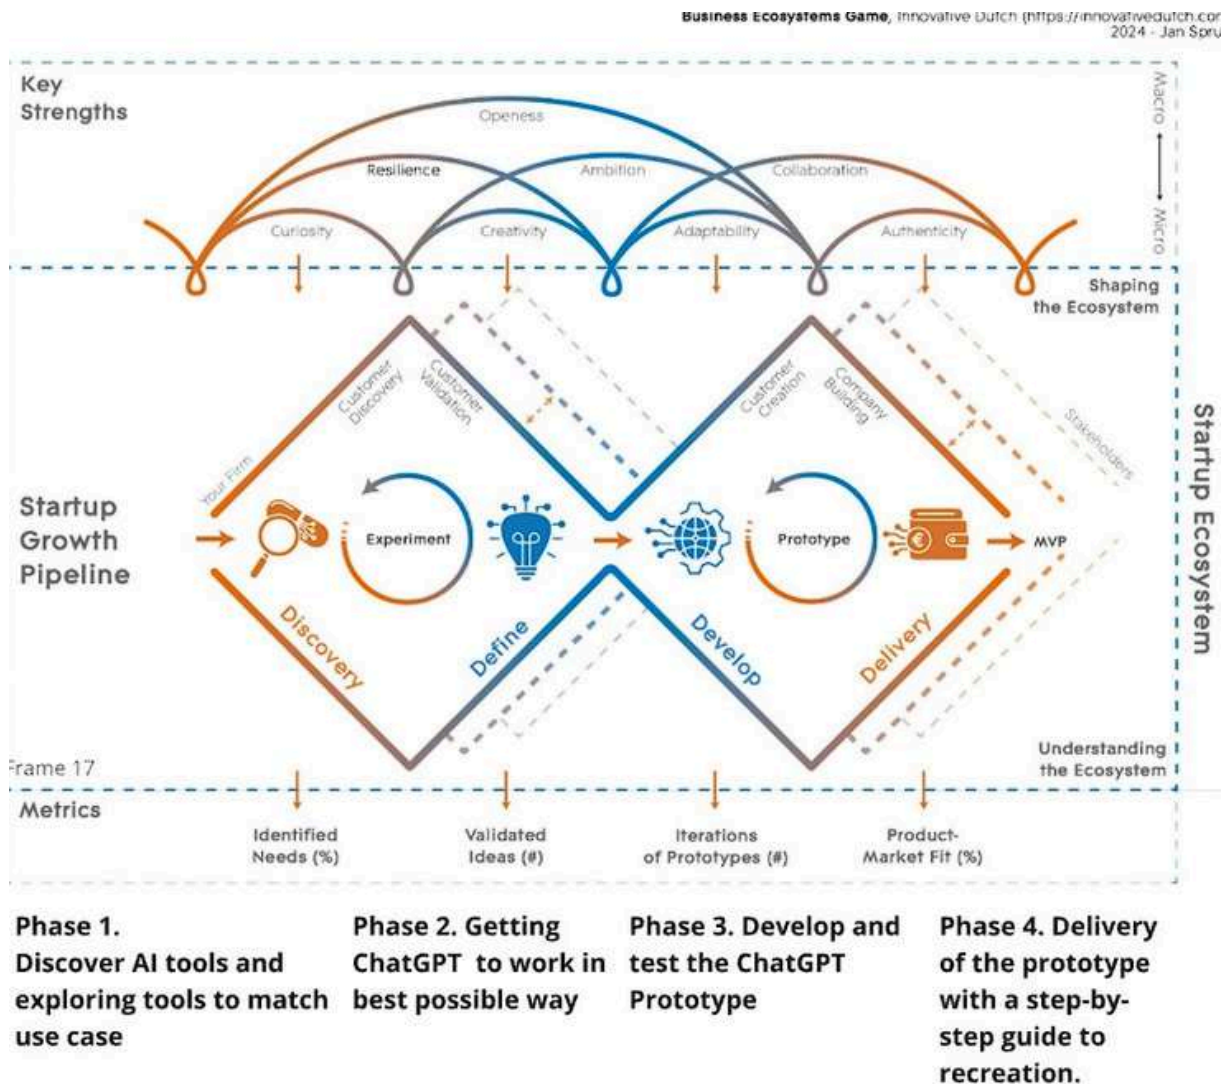 Business Ecosystems Game, Innovative Dutch (https://innovativedutch.com
2024 - Jan Spru
Key
Strengths
Macro
Micro
Openess
Resilience
Ambition
Collaboration
Curiosity
Creativity
Adaptability
Authenticity
Shaping
the Ecosystem
Startup
Growth
Pipeline
Your Firm
Customer
Discovery
Customer
Validation
Customer
Creation
Company
Building
Stakeholders
Experiment
Prototype
€
MVP
Discovery
Define
Develop
Delivery
Startup Ecosystem
Understanding
the Ecosystem
Frame 17
Metrics
Identified
Needs (%)
Validated
Ideas (#)
Iterations
of Prototypes (#)
Product-
Market Fit (%)
Phase 1.
Discover AI tools and
exploring tools to match
use case
Phase 2. Getting
ChatGPT to work in
best possible way
Phase 3. Develop and
test the ChatGPT
Prototype
Phase 4. Delivery
of the prototype
with a step-by-
step guide to
recreation.